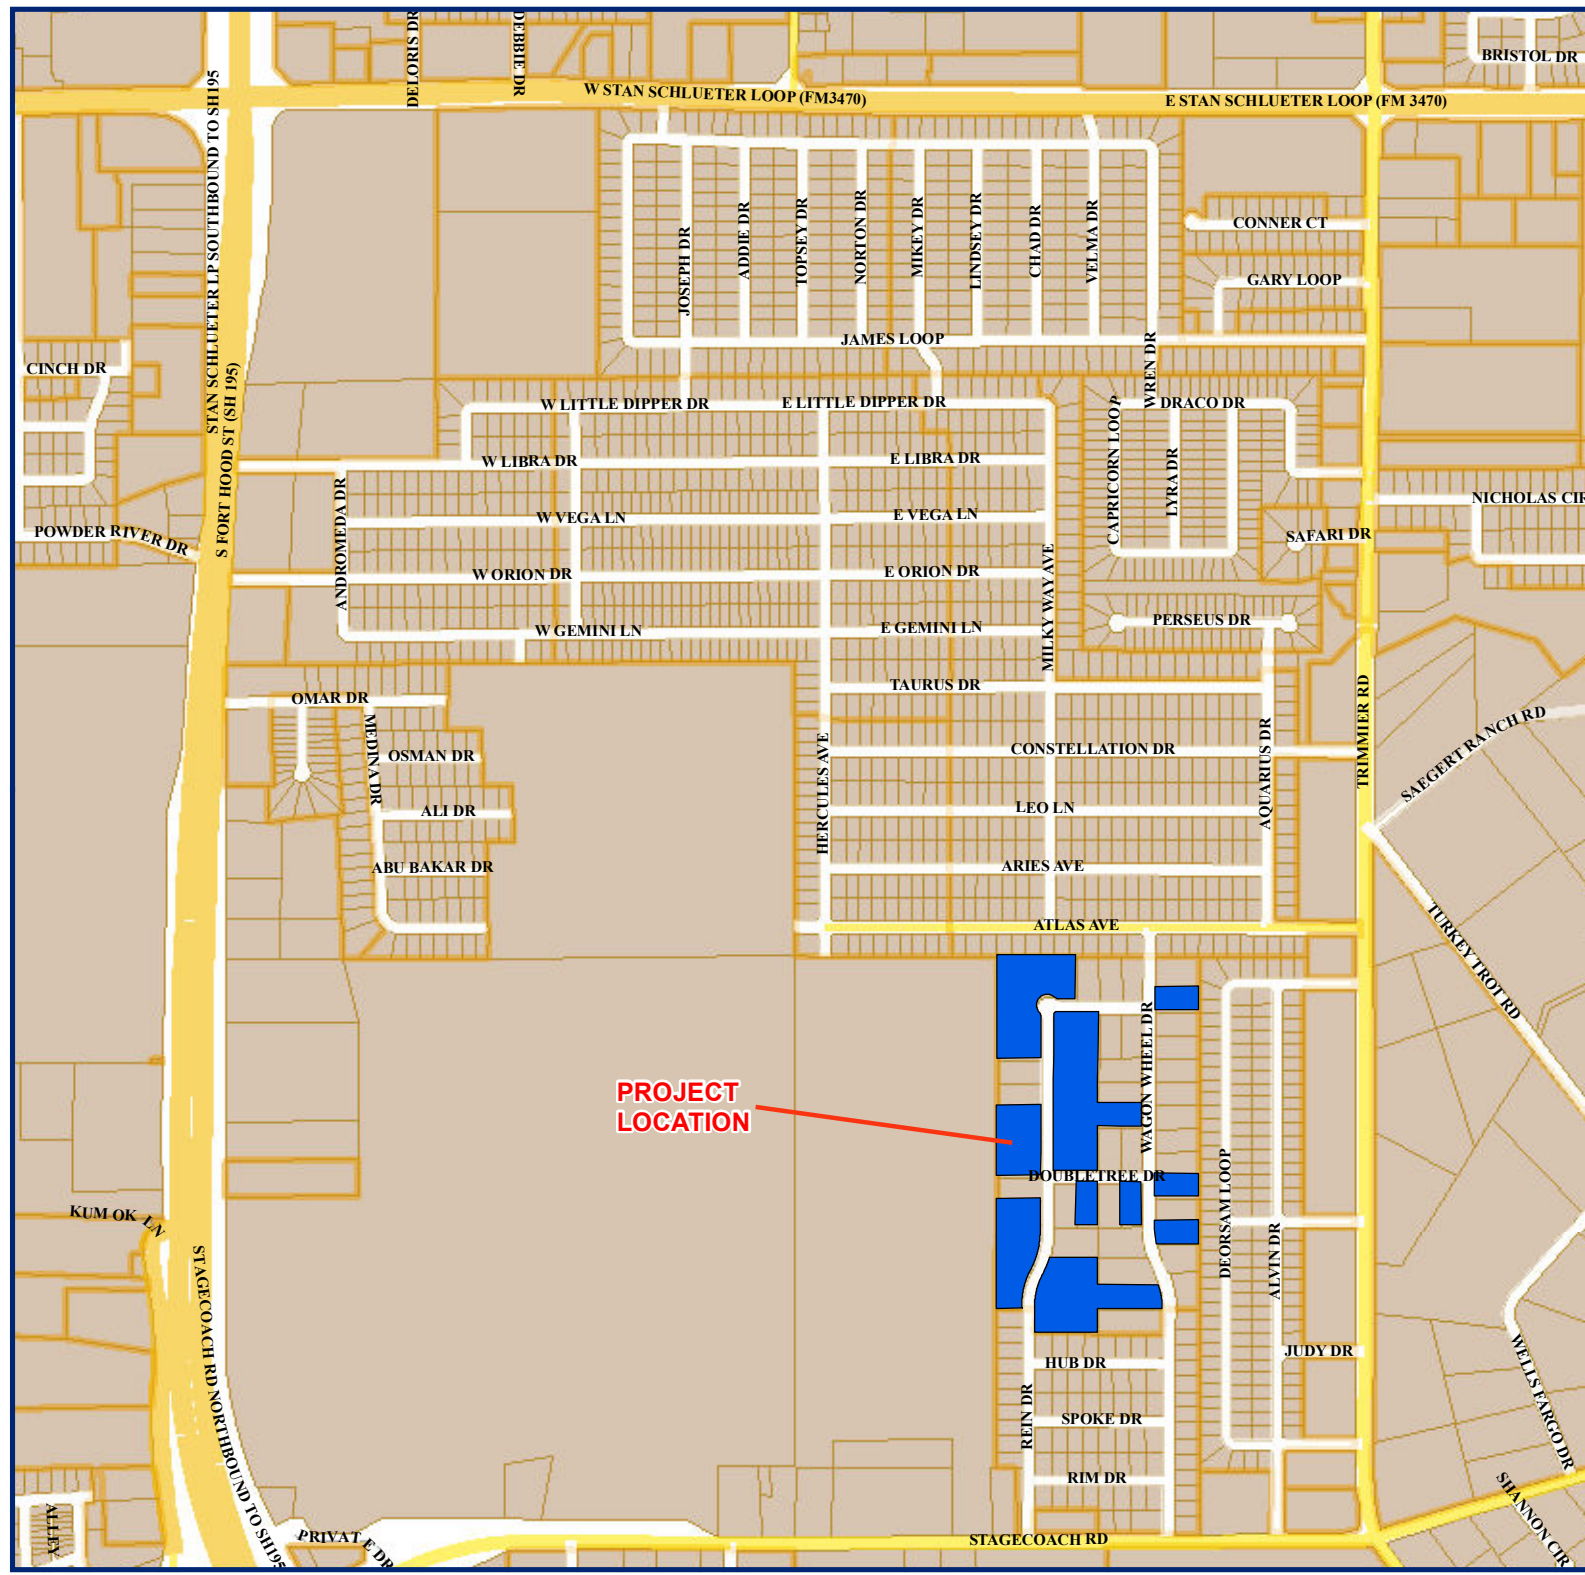 DELORIS DR
DEBBIE DR
BRISTOL DR
W STAN SCHLUETER LOOP (FM3470)
E STAN SCHLUETER LOOP (FM 3470)
STAN SCHLUETER LP SOUTHBOUND TO SH195
S FORT HOOD ST (SH 195)
JOSEPH DR
ADDIE DR
TOPSEY DR
NORTON DR
MIKEY DR
LINDSEY DR
CHAD DR
VELMA DR
CONNER CT
GARY LOOP
JAMES LOOP
WREN DR
CINCH DR
W LITTLE DIPPER DR
E LITTLE DIPPER DR
DRACO DR
CAPRICORN LOOP
LYRA DR
W LIBRA DR
E LIBRA DR
NICHOLAS CIR
ANDROMEDA DR
W VEGA LN
E VEGA LN
POWDER RIVER DR
SAFARI DR
W ORION DR
E ORION DR
MILKY WAY AVE
W GEMINI LN
E GEMINI LN
PERSEUS DR
TRIMMIER RD
TAURUS DR
OMAR DR
MEDINA DR
OSMAN DR
SAEGERT RANCH RD
CONSTELLATION DR
HERCULES AVE
AQUARIUS DR
ALI DR
LEO LN
ABU BAKAR DR
ARIES AVE
ATLAS AVE
TURKEY TROT RD
WAGON WHEEL DR
PROJECT
LOCATION
DOUBLETREE DR
DEORSAM LOOP
ALVIN DR
KUM OK LN
STAGECOACH RD NORTHBOUND TO SH195
JUDY DR
HUB DR
WELLS FARGO DR
REIN DR
SPOKE DR
RIM DR
SHANNON CIR
ALLEY
PRIVATE DR
STAGECOACH RD